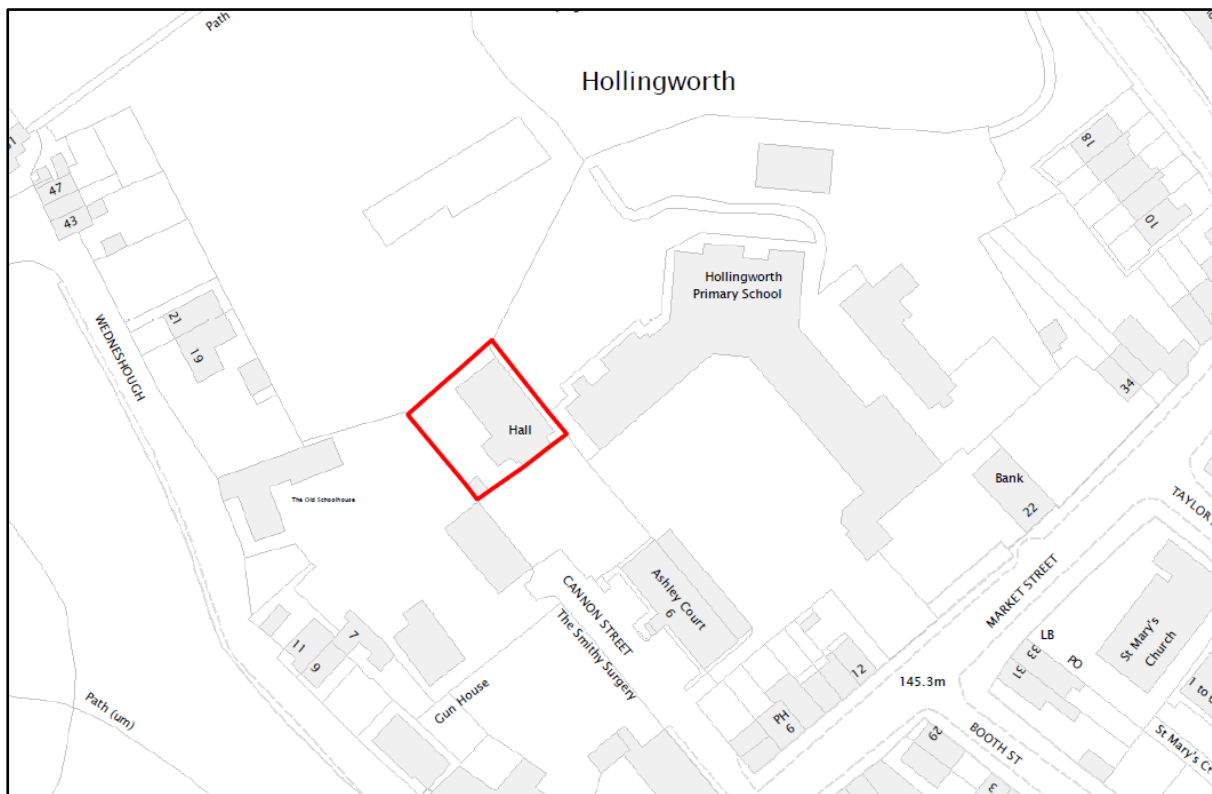 Path
Hollingworth
47
43
18
10
Hollingworth
Primary School
WEDNESHOUGH
21
19
Hall
34
The Old Schoolhouse
Bank
22
TAYLOR
MARKET STREET
CANNON STREET
Ashley Court
6
The Smithy Surgery
St Mary's
Church
LB
33
31
PO
7
11
9
12
145.3m
Gun House
PH
6
Path (um)
BOOTH ST
29
1 to
St Mary's Ct
3